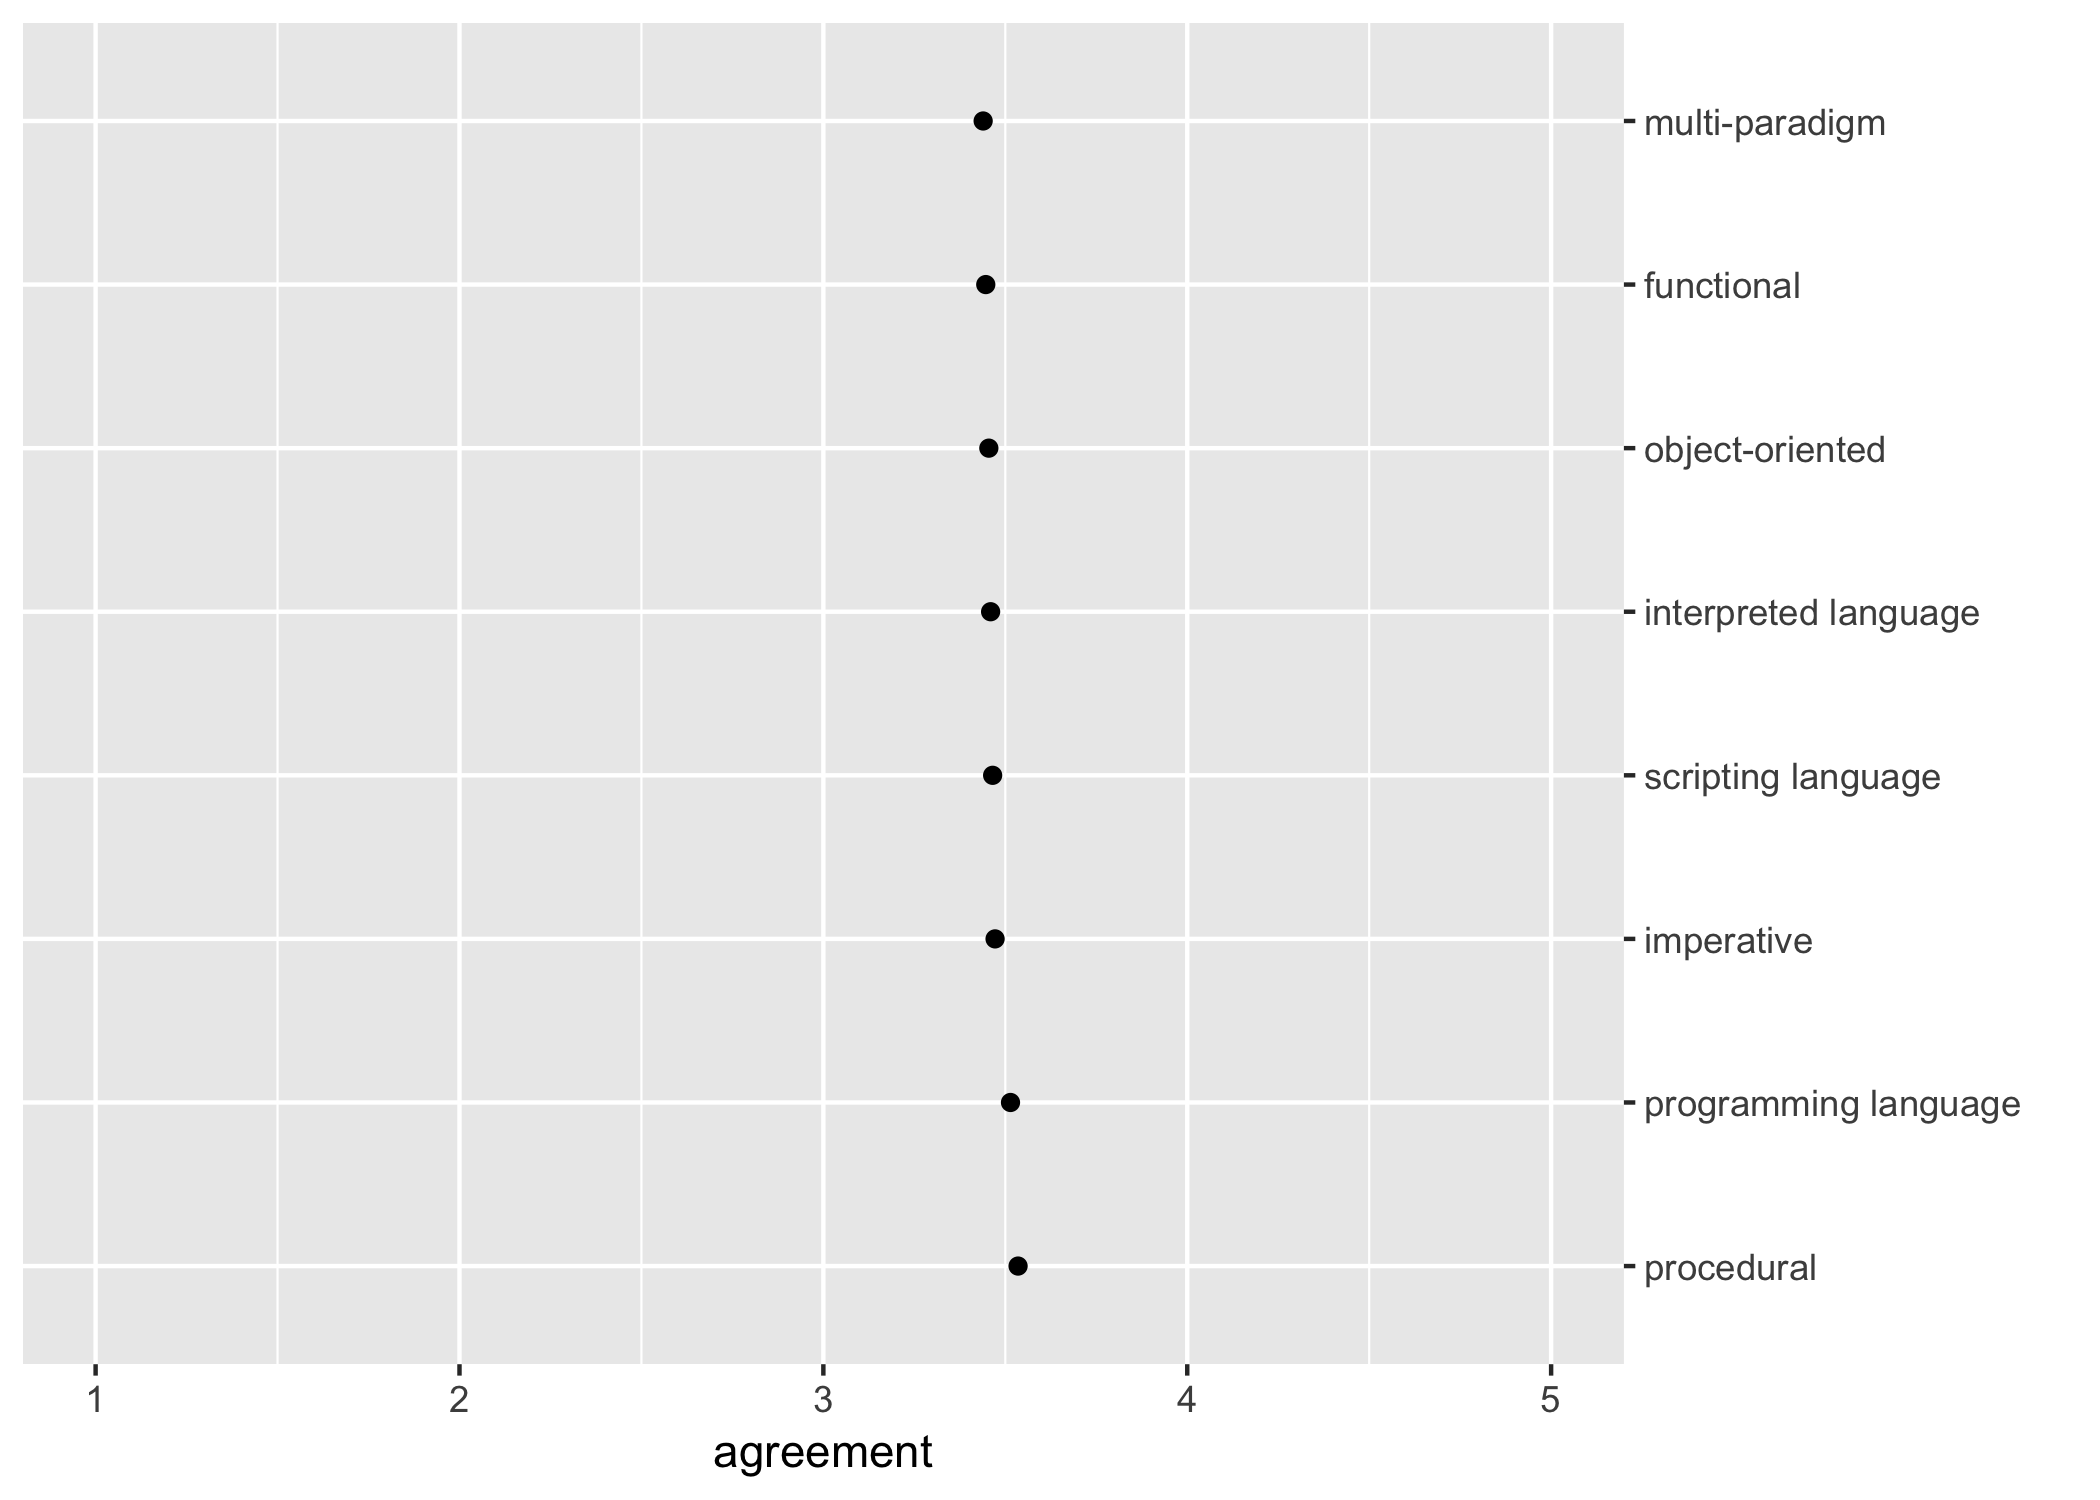 multi-paradigm
functional
object-oriented
interpreted language
scripting language
imperative
programming language
procedural
1 2 3 4 5
agreement